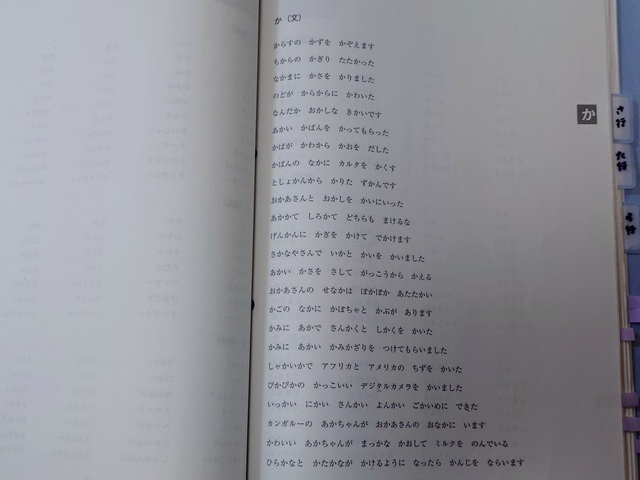 か（文）
からすの　かずを　かぞえます
ちからの　かぎり　たたかった
なかまに　かさを　かりました
のどが　からからに　かわいた
なんだか　おかしな　きかいです
あかい　かばんを　かってもらった
かばが　かわから　かおを　だした
かばんの　なかに　カルタを　かくす
としょかんから　かりた　ずかんです
おかあさんと　おかしを　かいにいった
あかかて　しろかて　どちらも　まけるな
げんかんに　かぎを　かけて　でかけます
さかなやさんで　いかと　かいを　かいました
あかい　かさを　さして　がっこうから　かえる
おかあさんの　せなかは　ぽかぽか　あたたかい
かごの　なかに　かぼちゃと　かぶが　あります
かみに　あかで　さんかくと　しかくを　かいた
かみに　あかい　かみかざりを　つけてもらいました
しゃかいかで　アフリカと　アメリカの　ちずを　かいた
ぴかぴかの　かっこいい　デジタルカメラを　かいました
いっかい　にかい　さんかい　よんかい　ごかいめに　できた
カンガルーの　あかちゃんが　おかあさんの　おなかに　います
かわいい　あかちゃんが　まっかな　かおして　ミルクを　のんでいる
ひらかなと　かたかなが　かけるように　なったら　かんじを　ならいます
か
さ行
た行